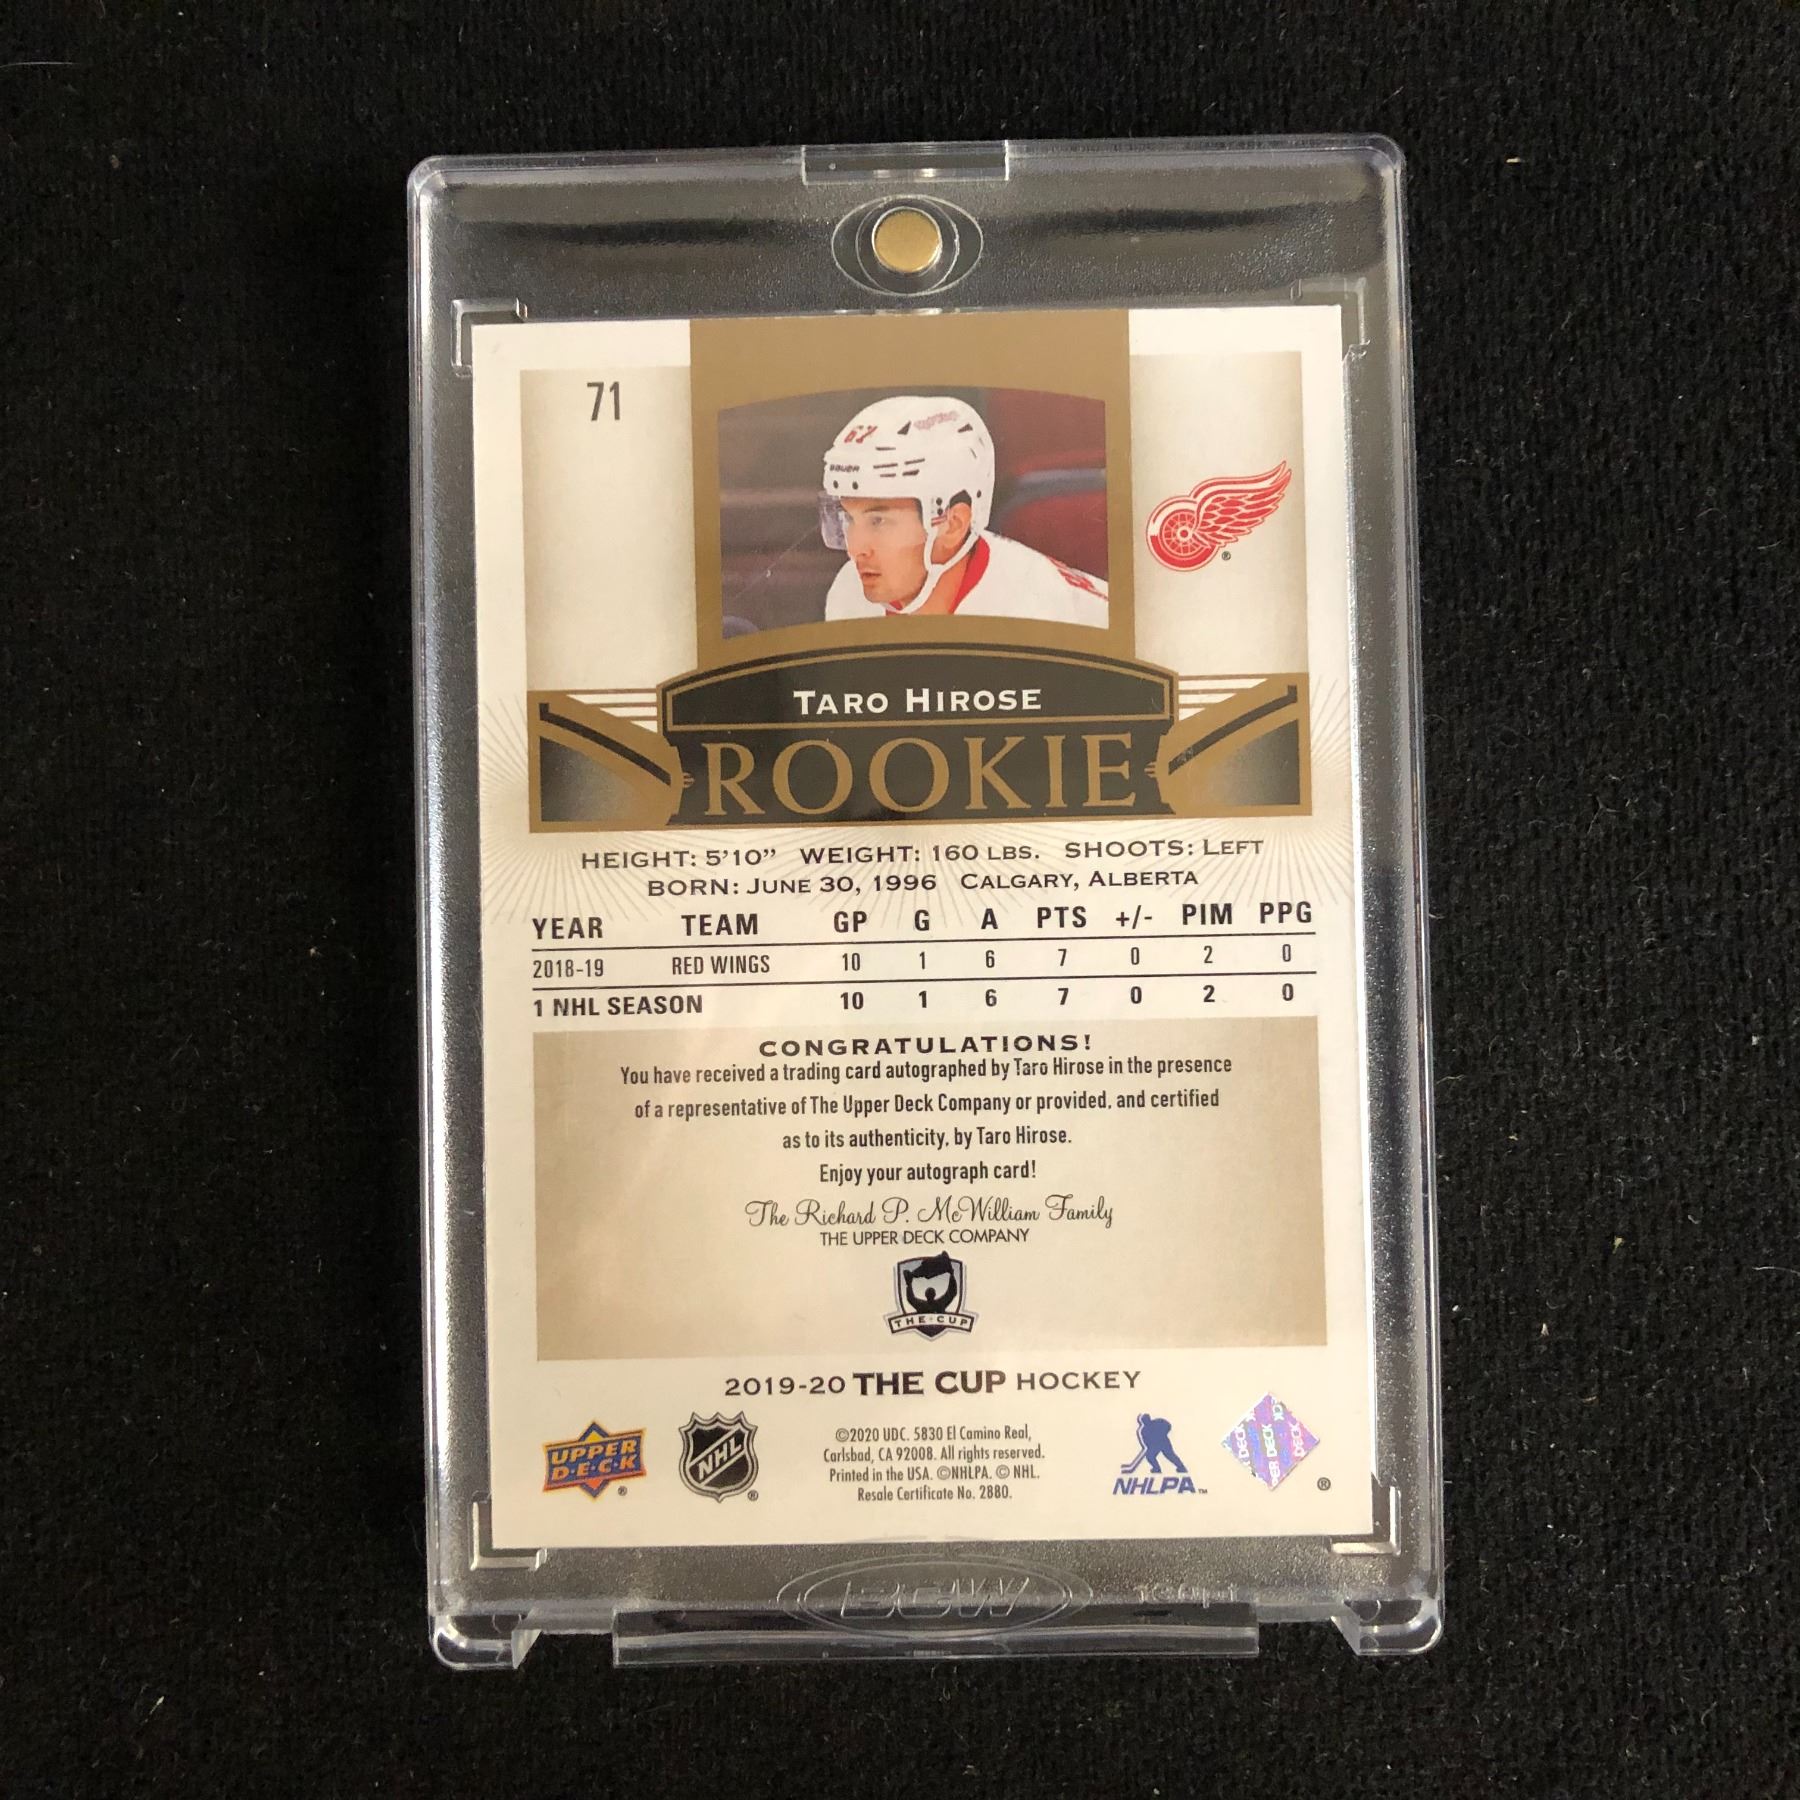 71
67
BAUER
TARO HIROSE
ROOKIE
HEIGHT: 5'10" WEIGHT: 160 LBS. SHOOTS: LEFT
BORN: JUNE 30, 1996 CALGARY, ALBERTA
YEAR TEAM GP G A PTS +/- PIM PPG
2018-19 RED WINGS 10 1 6 7 0 2 0
1 NHL SEASON 10 1 6 7 0 2 0
CONGRATULATIONS!
You have received a trading card autographed by Taro Hirose in the presence
of a representative of The Upper Deck Company or provided, and certified
as to its authenticity, by Taro Hirose.
Enjoy your autograph card!
The Richard P. McWilliam Family
THE UPPER DECK COMPANY
THE·CUP
2019-20 THE CUP HOCKEY
UPPER
D·E·C·K
®
NHL
®
©2020 UDC. 5830 El Camino Real,
Carlsbad, CA 92008. All rights reserved.
Printed in the USA. ©NHLPA. © NHL.
Resale Certificate No. 2880.
NHLPA™
®
BCW